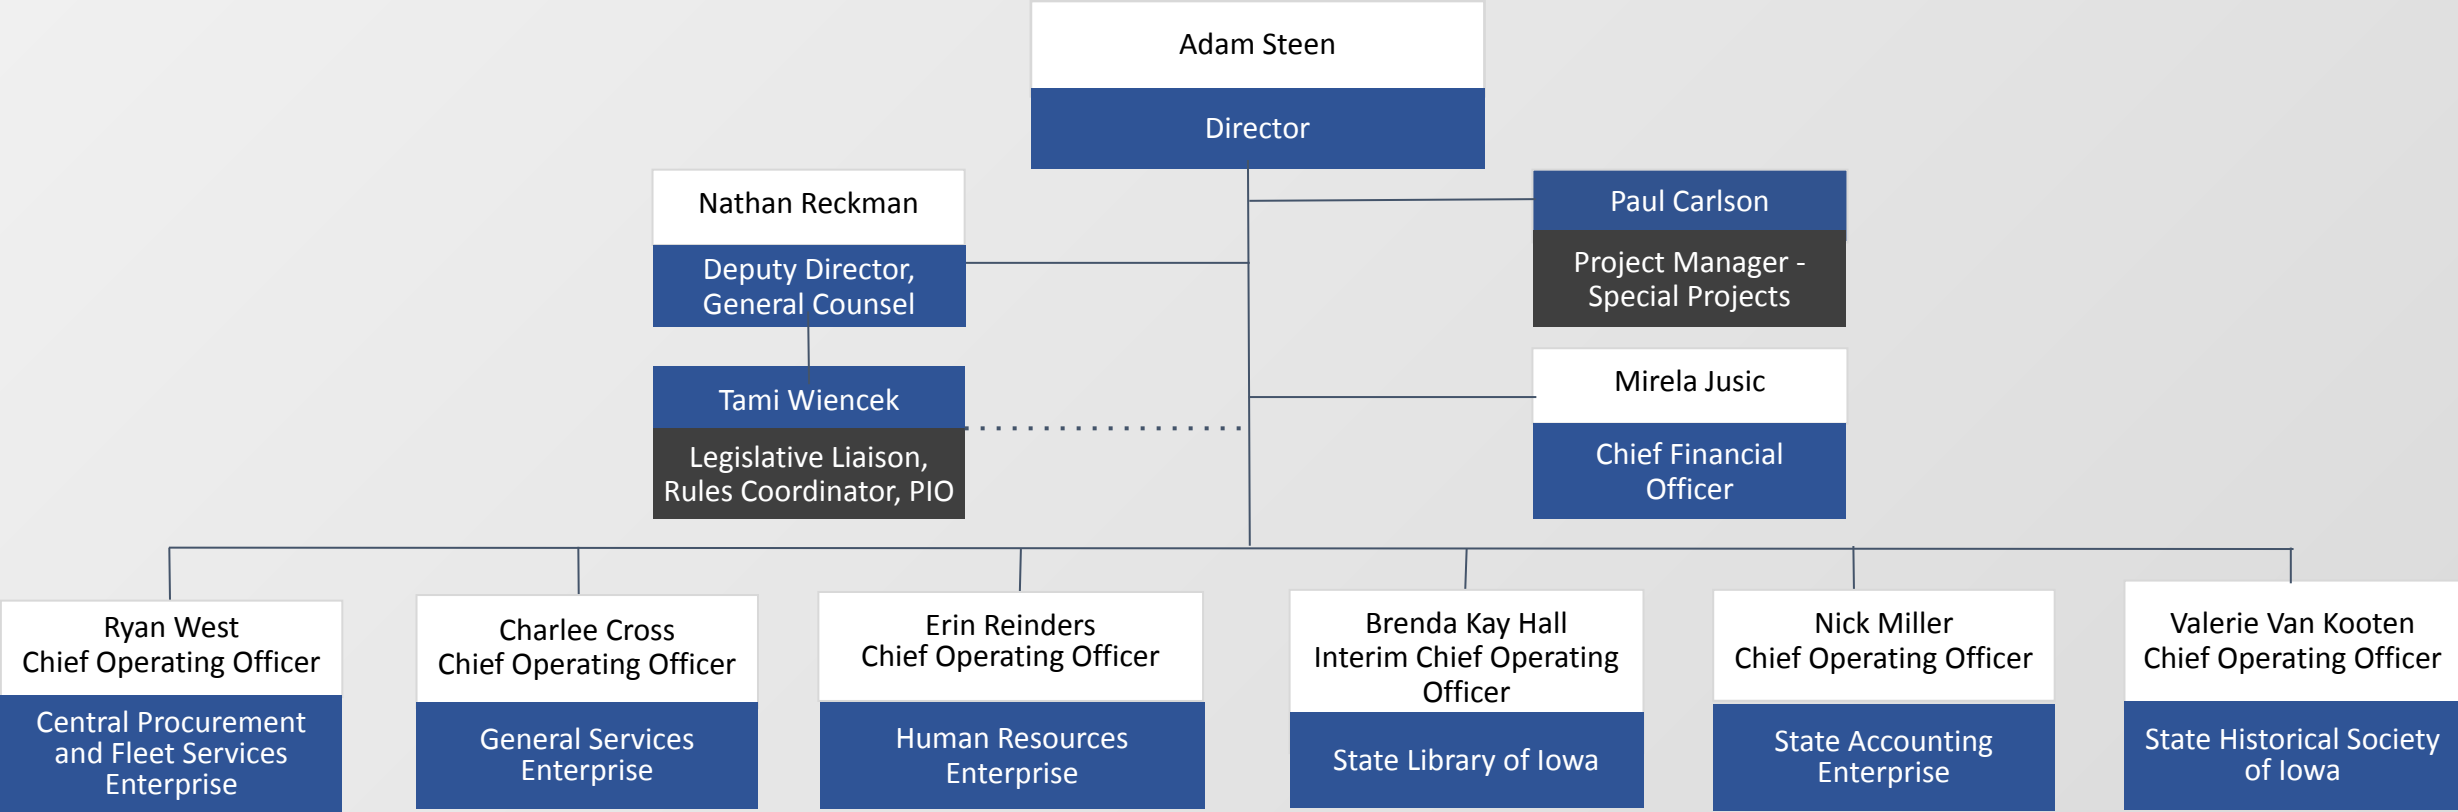 Adam Steen
Director
Nathan Reckman
Deputy Director,
General Counsel
Paul Carlson
Project Manager -
Special Projects
Tami Wiencek
Legislative Liaison,
Rules Coordinator, PIO
Mirela Jusic
Chief Financial
Officer
Ryan West
Chief Operating Officer
Central Procurement
and Fleet Services
Enterprise
Charlee Cross
Chief Operating Officer
General Services
Enterprise
Erin Reinders
Chief Operating Officer
Human Resources
Enterprise
Brenda Kay Hall
Interim Chief Operating
Officer
State Library of Iowa
Nick Miller
Chief Operating Officer
State Accounting
Enterprise
Valerie Van Kooten
Chief Operating Officer
State Historical Society
of Iowa